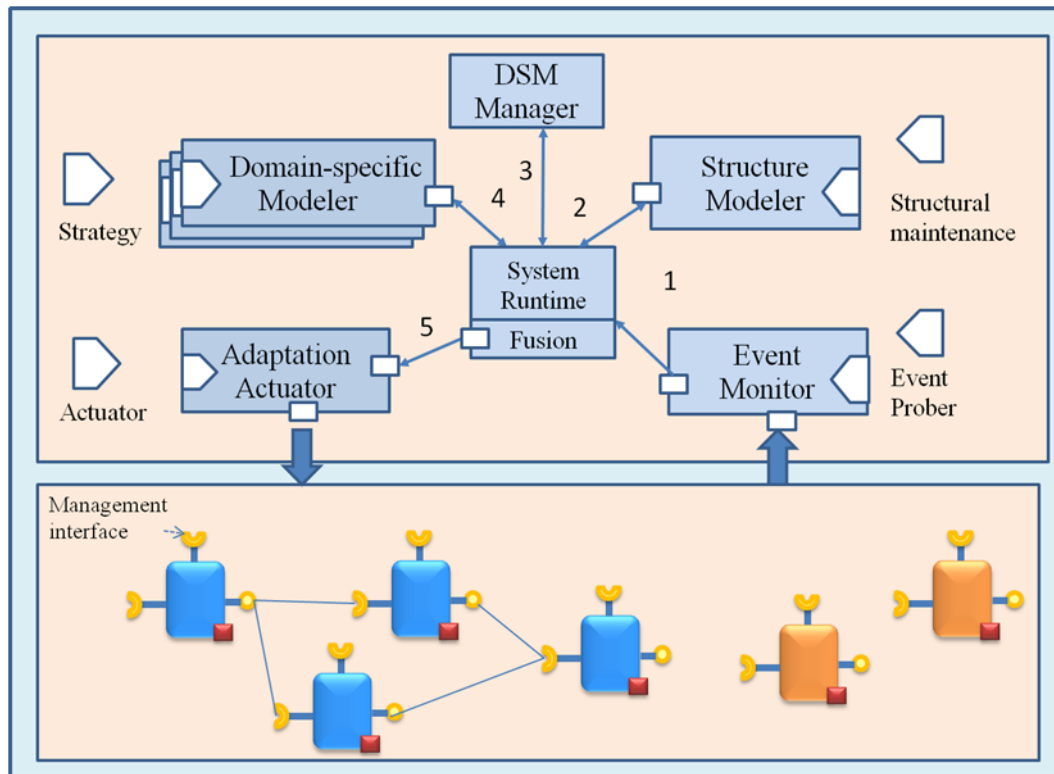 DSM
Manager
Domain-specific
Modeler
Strategy
3
4
2
Structure
Modeler
Structural
maintenance
System
Runtime
Fusion
1
5
Adaptation
Actuator
Actuator
Event
Monitor
Event
Prober
Management
interface